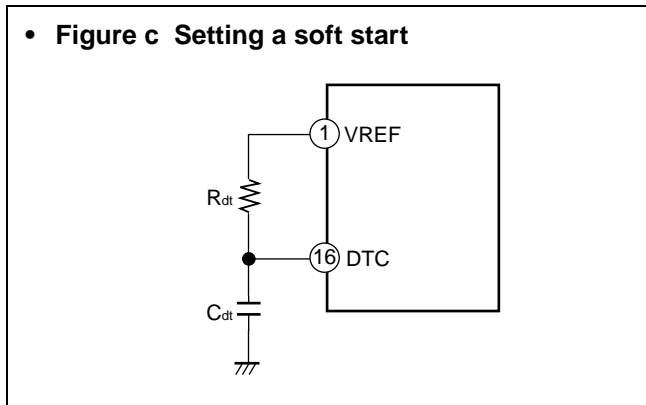 • Figure c Setting a soft start
1 VREF
Rdt
16 DTC
Cdt